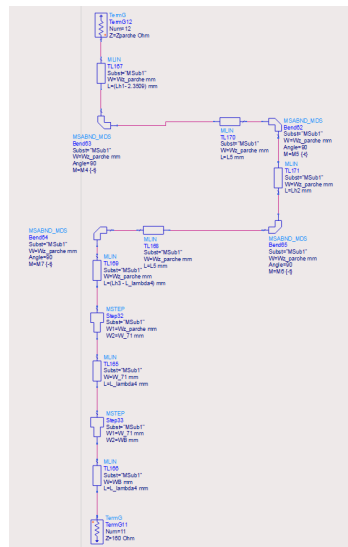 TermG
TermG12
Num=12
Z=Zparche Ohm
MLIN
TL167
Subst="MSub1"
W=Wz_parche mm
L=(Lh1- 2.3509) mm
MSABND_MDS
Bend63
Subst="MSub1"
W=Wz_parche mm
Angle=90
M=M4 {-t}
MLIN
TL170
Subst="MSub1"
W=Wz_parche mm
L=L5 mm
MSABND_MDS
Bend62
Subst="MSub1"
W=Wz_parche mm
Angle=90
M=M5 {-t}
MLIN
TL171
Subst="MSub1"
W=Wz_parche mm
L=Lh2 mm
MSABND_MDS
Bend64
Subst="MSub1"
W=Wz_parche mm
Angle=90
M=M7 {-t}
MLIN
TL168
Subst="MSub1"
W=Wz_parche mm
L=L5 mm
MSABND_MDS
Bend65
Subst="MSub1"
W=Wz_parche mm
Angle=90
M=M6 {-t}
MLIN
TL169
Subst="MSub1"
W=Wz_parche mm
L=(Lh3 - L_lambda4) mm
MSTEP
Step32
Subst="MSub1"
W1=Wz_parche mm
W2=W_71 mm
MLIN
TL165
Subst="MSub1"
W=W_71 mm
L=L_lambda4 mm
MSTEP
Step33
Subst="MSub1"
W1=W_71 mm
W2=WB mm
MLIN
TL166
Subst="MSub1"
W=WB mm
L=L_lambda4 mm
TermG
TermG11
Num=11
Z=160 Ohm